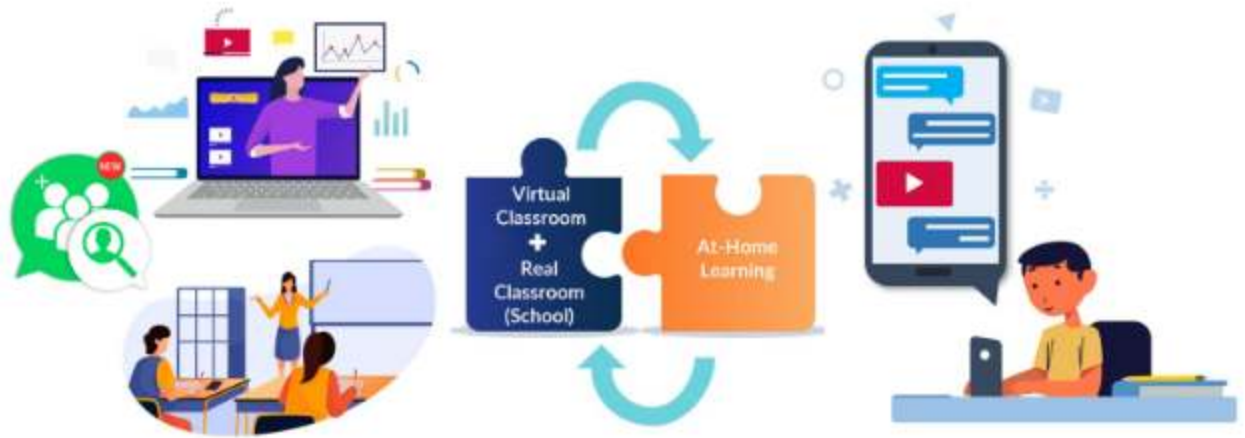 NEW
Virtual
Classroom
+
Real
Classroom
(School)
At-Home
Learning